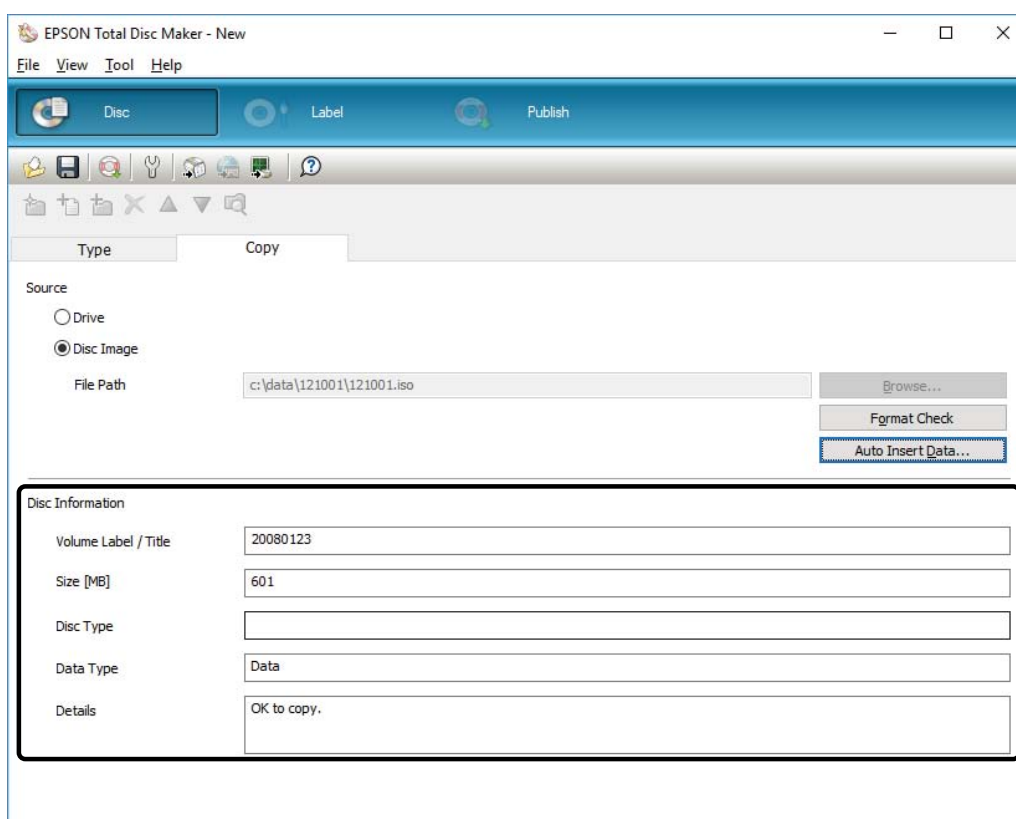 EPSON Total Disc Maker - New
File View Tool Help
Disc Label Publish
Type Copy
Source
Drive
Disc Image
File Path c:\data\121001\121001.iso Browse...
Format Check
Auto Insert Data...
Disc Information
Volume Label / Title 20080123
Size [MB] 601
Disc Type
Data Type Data
Details OK to copy.